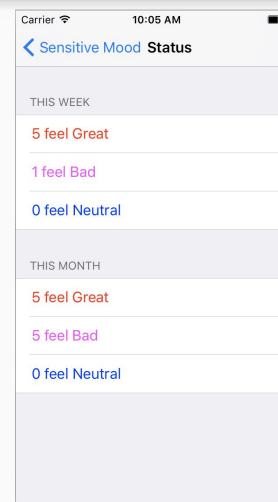 Carrier 10:05 AM
Sensitive Mood Status
THIS WEEK
5 feel Great
1 feel Bad
0 feel Neutral
THIS MONTH
5 feel Great
5 feel Bad
0 feel Neutral